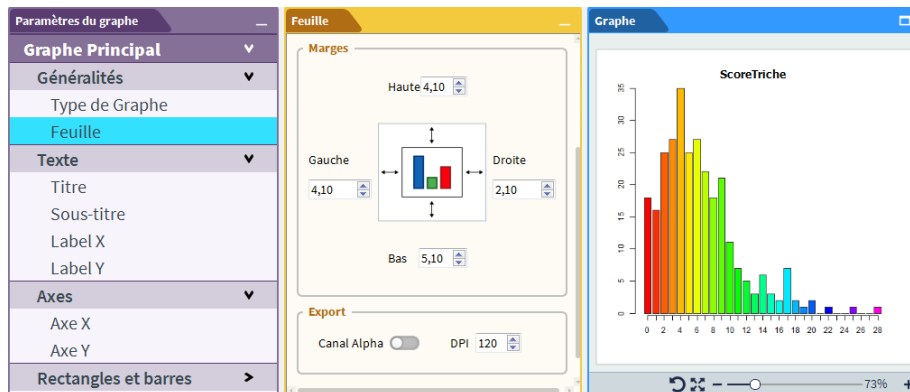 Paramètres du graphe
Graphe Principal
Généralités
Type de Graphe
Feuille
Texte
Titre
Sous-titre
Label X
Label Y
Axes
Axe X
Axe Y
Rectangles et barres
Feuille
Marges
Haute 4,10
Gauche Droite
4,10 2,10
Bas 5,10
Export
Canal Alpha DPI 120
Graphe
ScoreTriche
35
30
25
20
15
10
5
0
0 2 4 6 8 10 12 14 16 18 20 22 24 26 28
73%